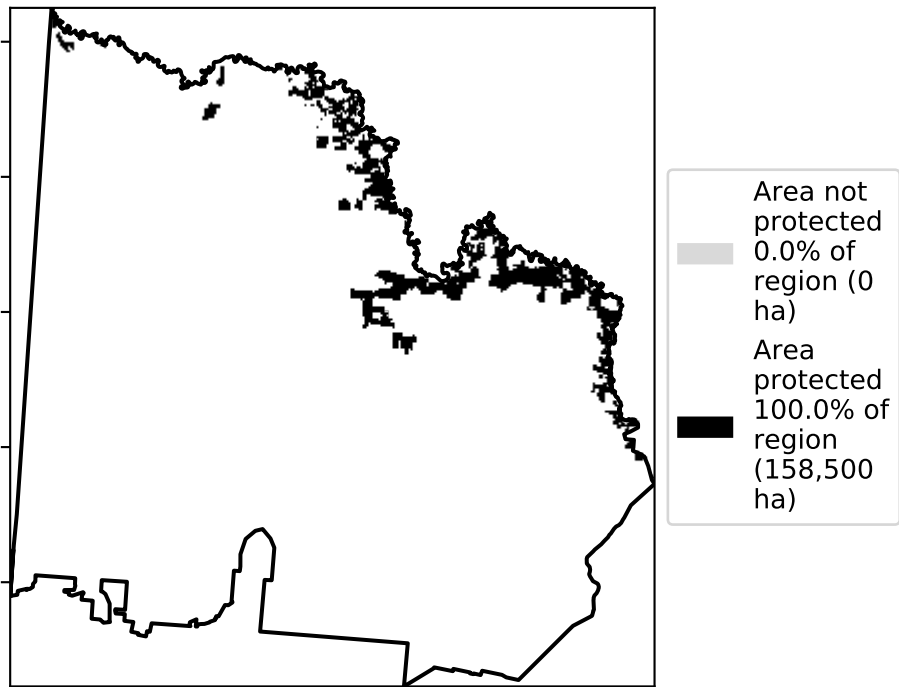 Area not
protected
0.0% of
region (0
ha)
Area
protected
100.0% of
region
(158,500
ha)